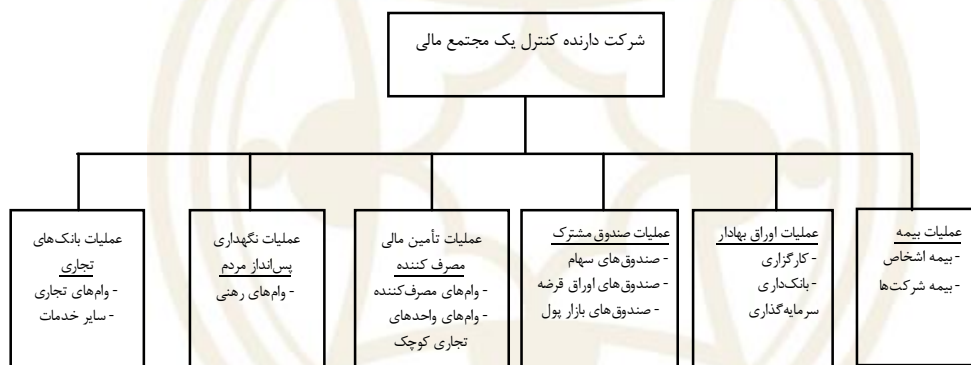 شرکت دارنده کنترل یک مجتمع مالی
عملیات بیمه
- بیمه اشخاص
- بیمه شرکت‌ها
عملیات اوراق بهادار
- کارگزاری
- بانک‌داری
سرمایه‌گذاری
عملیات صندوق مشترک
- صندوق‌های سهام
- صندوق‌های اوراق قرضه
- صندوق‌های بازار پول
عملیات تأمین مالی
مصرف کننده
- وام‌های مصرف‌کننده
- وام‌های واحدهای
تجاری کوچک
عملیات نگهداری
پس‌انداز مردم
- وام‌های رهنی
عملیات بانک‌های
تجاری
- وام‌های تجاری
- سایر خدمات